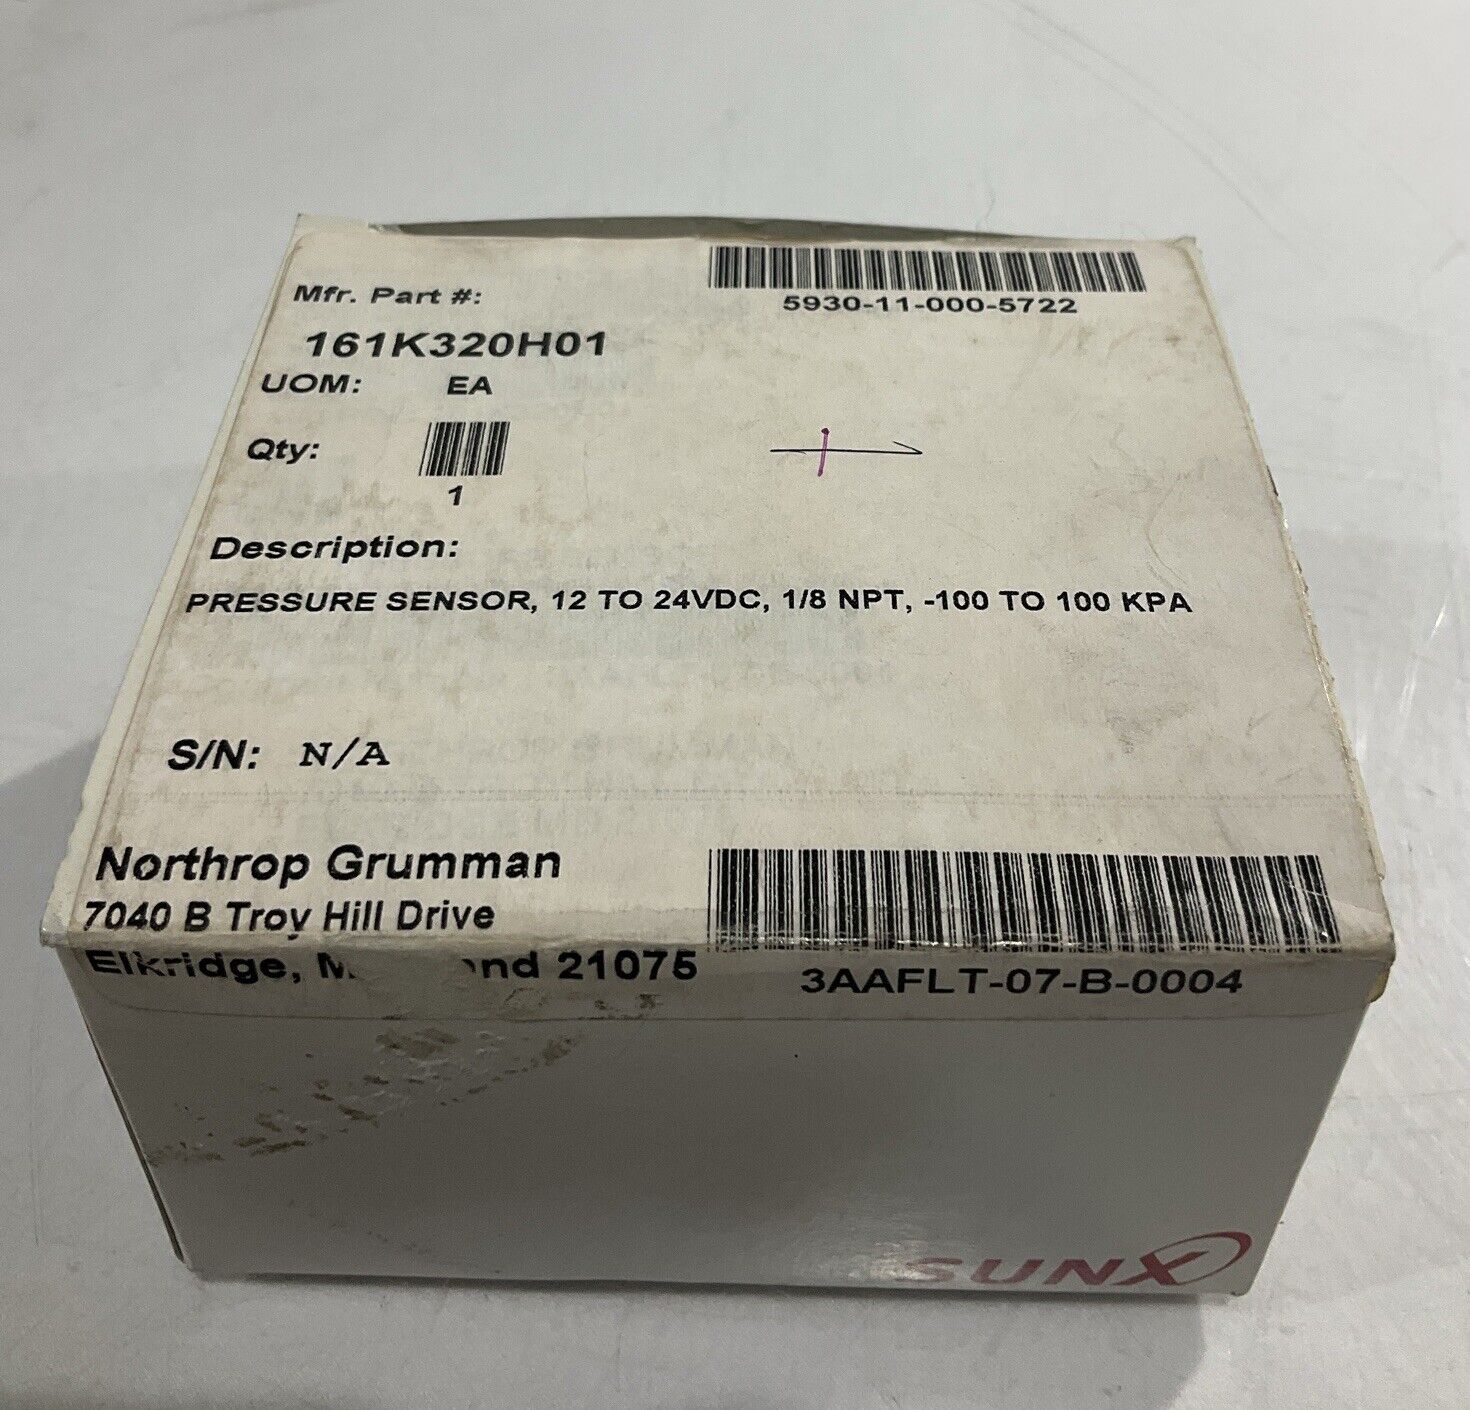 Mfr. Part #:
5930-11-000-5722
161K320H01
UOM: EA
Qty:
1
Description:
PRESSURE SENSOR, 12 TO 24VDC, 1/8 NPT, -100 TO 100 KPA
S/N: N/A
Northrop Grumman
7040 B Troy Hill Drive
Elkridge, 21075
3AAFLT-07-B-0004
SUNX